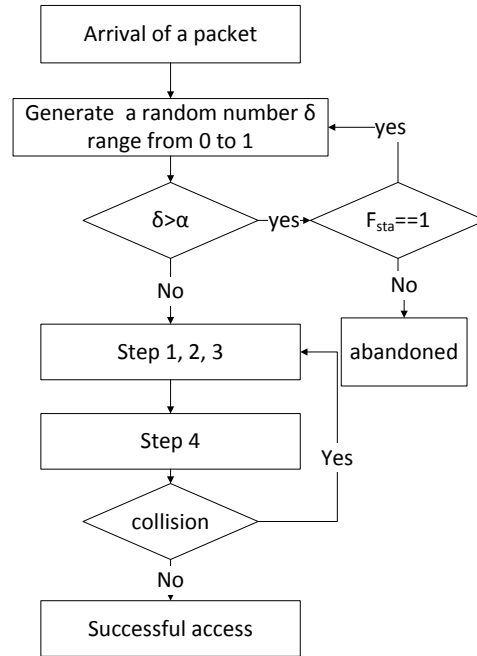 Arrival of a packet
Generate a random number δ
range from 0 to 1
yes
δ>α
yes
F_sta==1
No
No
Step 1, 2, 3
abandoned
Step 4
Yes
collision
No
Successful access